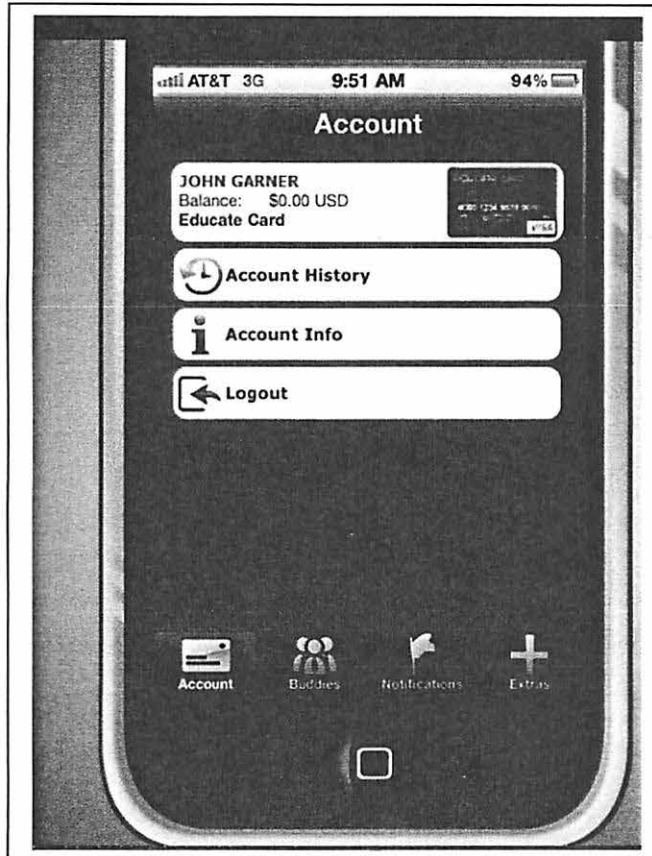 AT&T 3G 9:51 AM 94%
Account
JOHN GARNER
Balance: $0.00 USD
Educate Card
VISA
Account History
Account Info
Logout
Account Buddies Notifications Extras